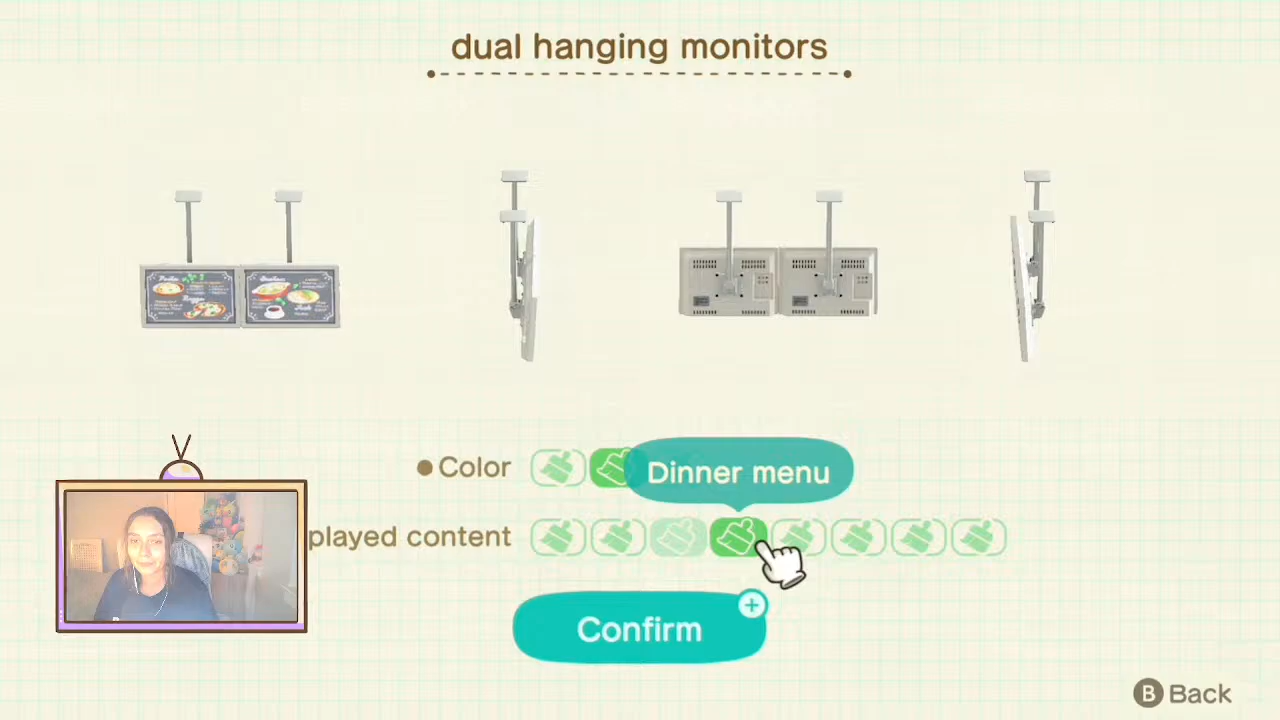 dual hanging monitors
Color
Dinner menu
played content
Confirm
B Back